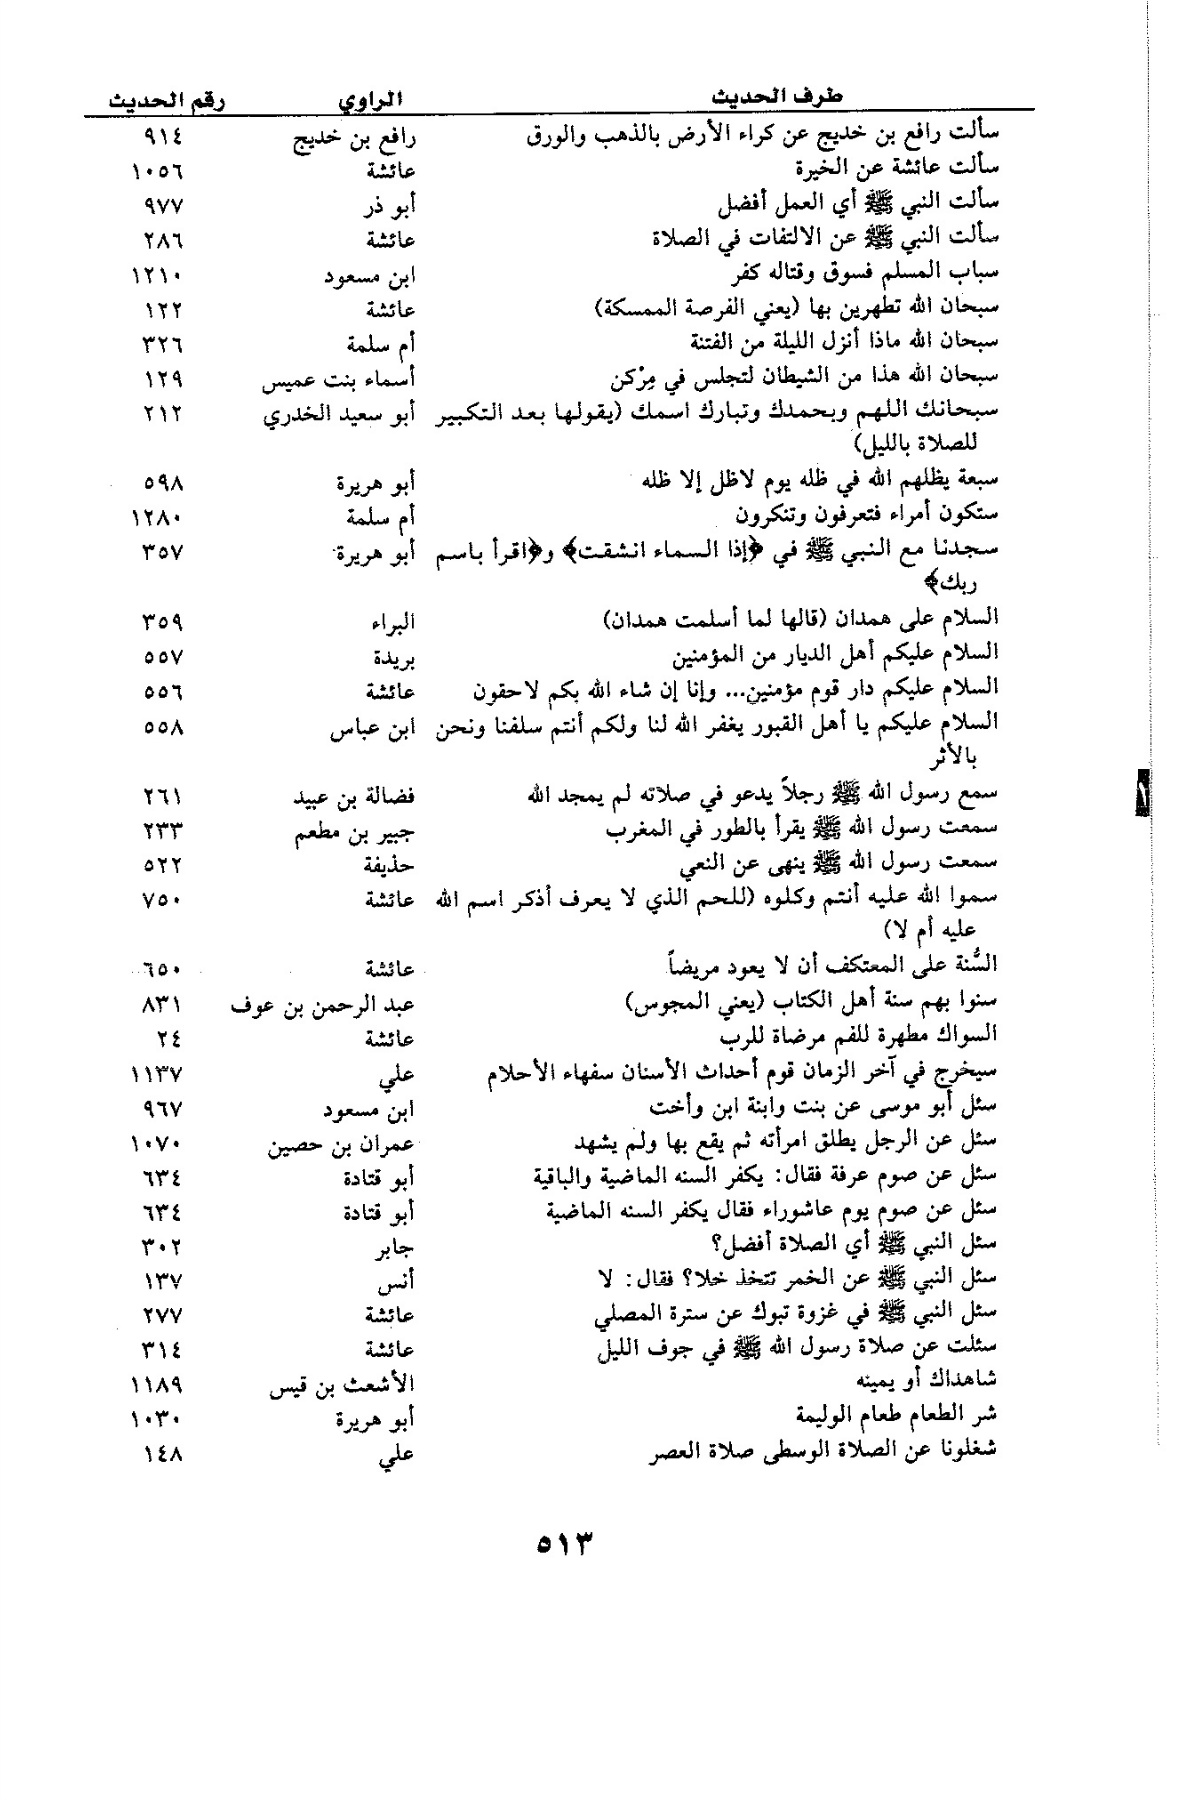 طرف الحديث الراوي رقم الحديث
سألت رافع بن خديج عن كراء الأرض بالذهب والورق رافع بن خديج ٩١٤
سألت عائشة عن الخيرة عائشة ١٠٥٦
سألت النبي ﷺ أي العمل أفضل أبو ذر ٩٧٧
سألت النبي ﷺ عن الالتفات في الصلاة عائشة ٢٨٦
سباب المسلم فسوق وقتاله كفر ابن مسعود ١٢١٠
سبحان الله تطهرين بها (يعني الفرصة الممسكة) عائشة ١٢٢
سبحان الله ماذا أنزل الليلة من الفتنة أم سلمة ٣٢٦
سبحان الله هذا من الشيطان لتجلس في مِرْكن أسماء بنت عميس ١٢٩
سبحانك اللهم وبحمدك وتبارك اسمك (يقولها بعد التكبير أبو سعيد الخدري ٢١٢
للصلاة بالليل)
سبعة يظلهم الله في ظله يوم لاظل إلا ظله أبو هريرة ٥٩٨
ستكون أمراء فتعرفون وتنكرون أم سلمة ١٢٨٠
سجدنا مع النبي ﷺ في ﴿إذا السماء انشقت﴾ و﴿اقرأ باسم أبو هريرة ٣٥٧
ربك﴾
السلام على همدان (قالها لما أسلمت همدان) البراء ٣٥٩
السلام عليكم أهل الديار من المؤمنين بريدة ٥٥٧
السلام عليكم دار قوم مؤمنين... وإنا إن شاء الله بكم لاحقون عائشة ٥٥٦
السلام عليكم يا أهل القبور يغفر الله لنا ولكم أنتم سلفنا ونحن ابن عباس ٥٥٨
بالأثر
سمع رسول الله ﷺ رجلاً يدعو في صلاته لم يمجد الله فضالة بن عبيد ٢٦١
سمعت رسول الله ﷺ يقرأ بالطور في المغرب جبير بن مطعم ٢٣٣
سمعت رسول الله ﷺ ينهى عن النعي حذيفة ٥٢٢
سموا الله عليه أنتم وكلوه (للحم الذي لا يعرف أذكر اسم الله عائشة ٧٥٠
عليه أم لا)
السُّنة على المعتكف أن لا يعود مريضاً عائشة ٦٥٠
سنوا بهم سنة أهل الكتاب (يعني المجوس) عبد الرحمن بن عوف ٨٣١
السواك مطهرة للفم مرضاة للرب عائشة ٢٤
سيخرج في آخر الزمان قوم أحداث الأسنان سفهاء الأحلام علي ١١٣٧
سئل أبو موسى عن بنت وابنة ابن وأخت ابن مسعود ٩٦٧
سئل عن الرجل يطلق امرأته ثم يقع بها ولم يشهد عمران بن حصين ١٠٧٠
سئل عن صوم عرفة فقال: يكفر السنه الماضية والباقية أبو قتادة ٦٣٤
سئل عن صوم يوم عاشوراء فقال يكفر السنه الماضية أبو قتادة ٦٣٤
سئل النبي ﷺ أي الصلاة أفضل؟ جابر ٣٠٢
سئل النبي ﷺ عن الخمر تتخذ خلا؟ فقال: لا أنس ١٣٧
سئل النبي ﷺ في غزوة تبوك عن سترة المصلي عائشة ٢٧٧
سئلت عن صلاة رسول الله ﷺ في جوف الليل عائشة ٣١٤
شاهداك أو يمينه الأشعث بن قيس ١١٨٩
شر الطعام طعام الوليمة أبو هريرة ١٠٣٠
شغلونا عن الصلاة الوسطى صلاة العصر علي ١٤٨
٥١٣